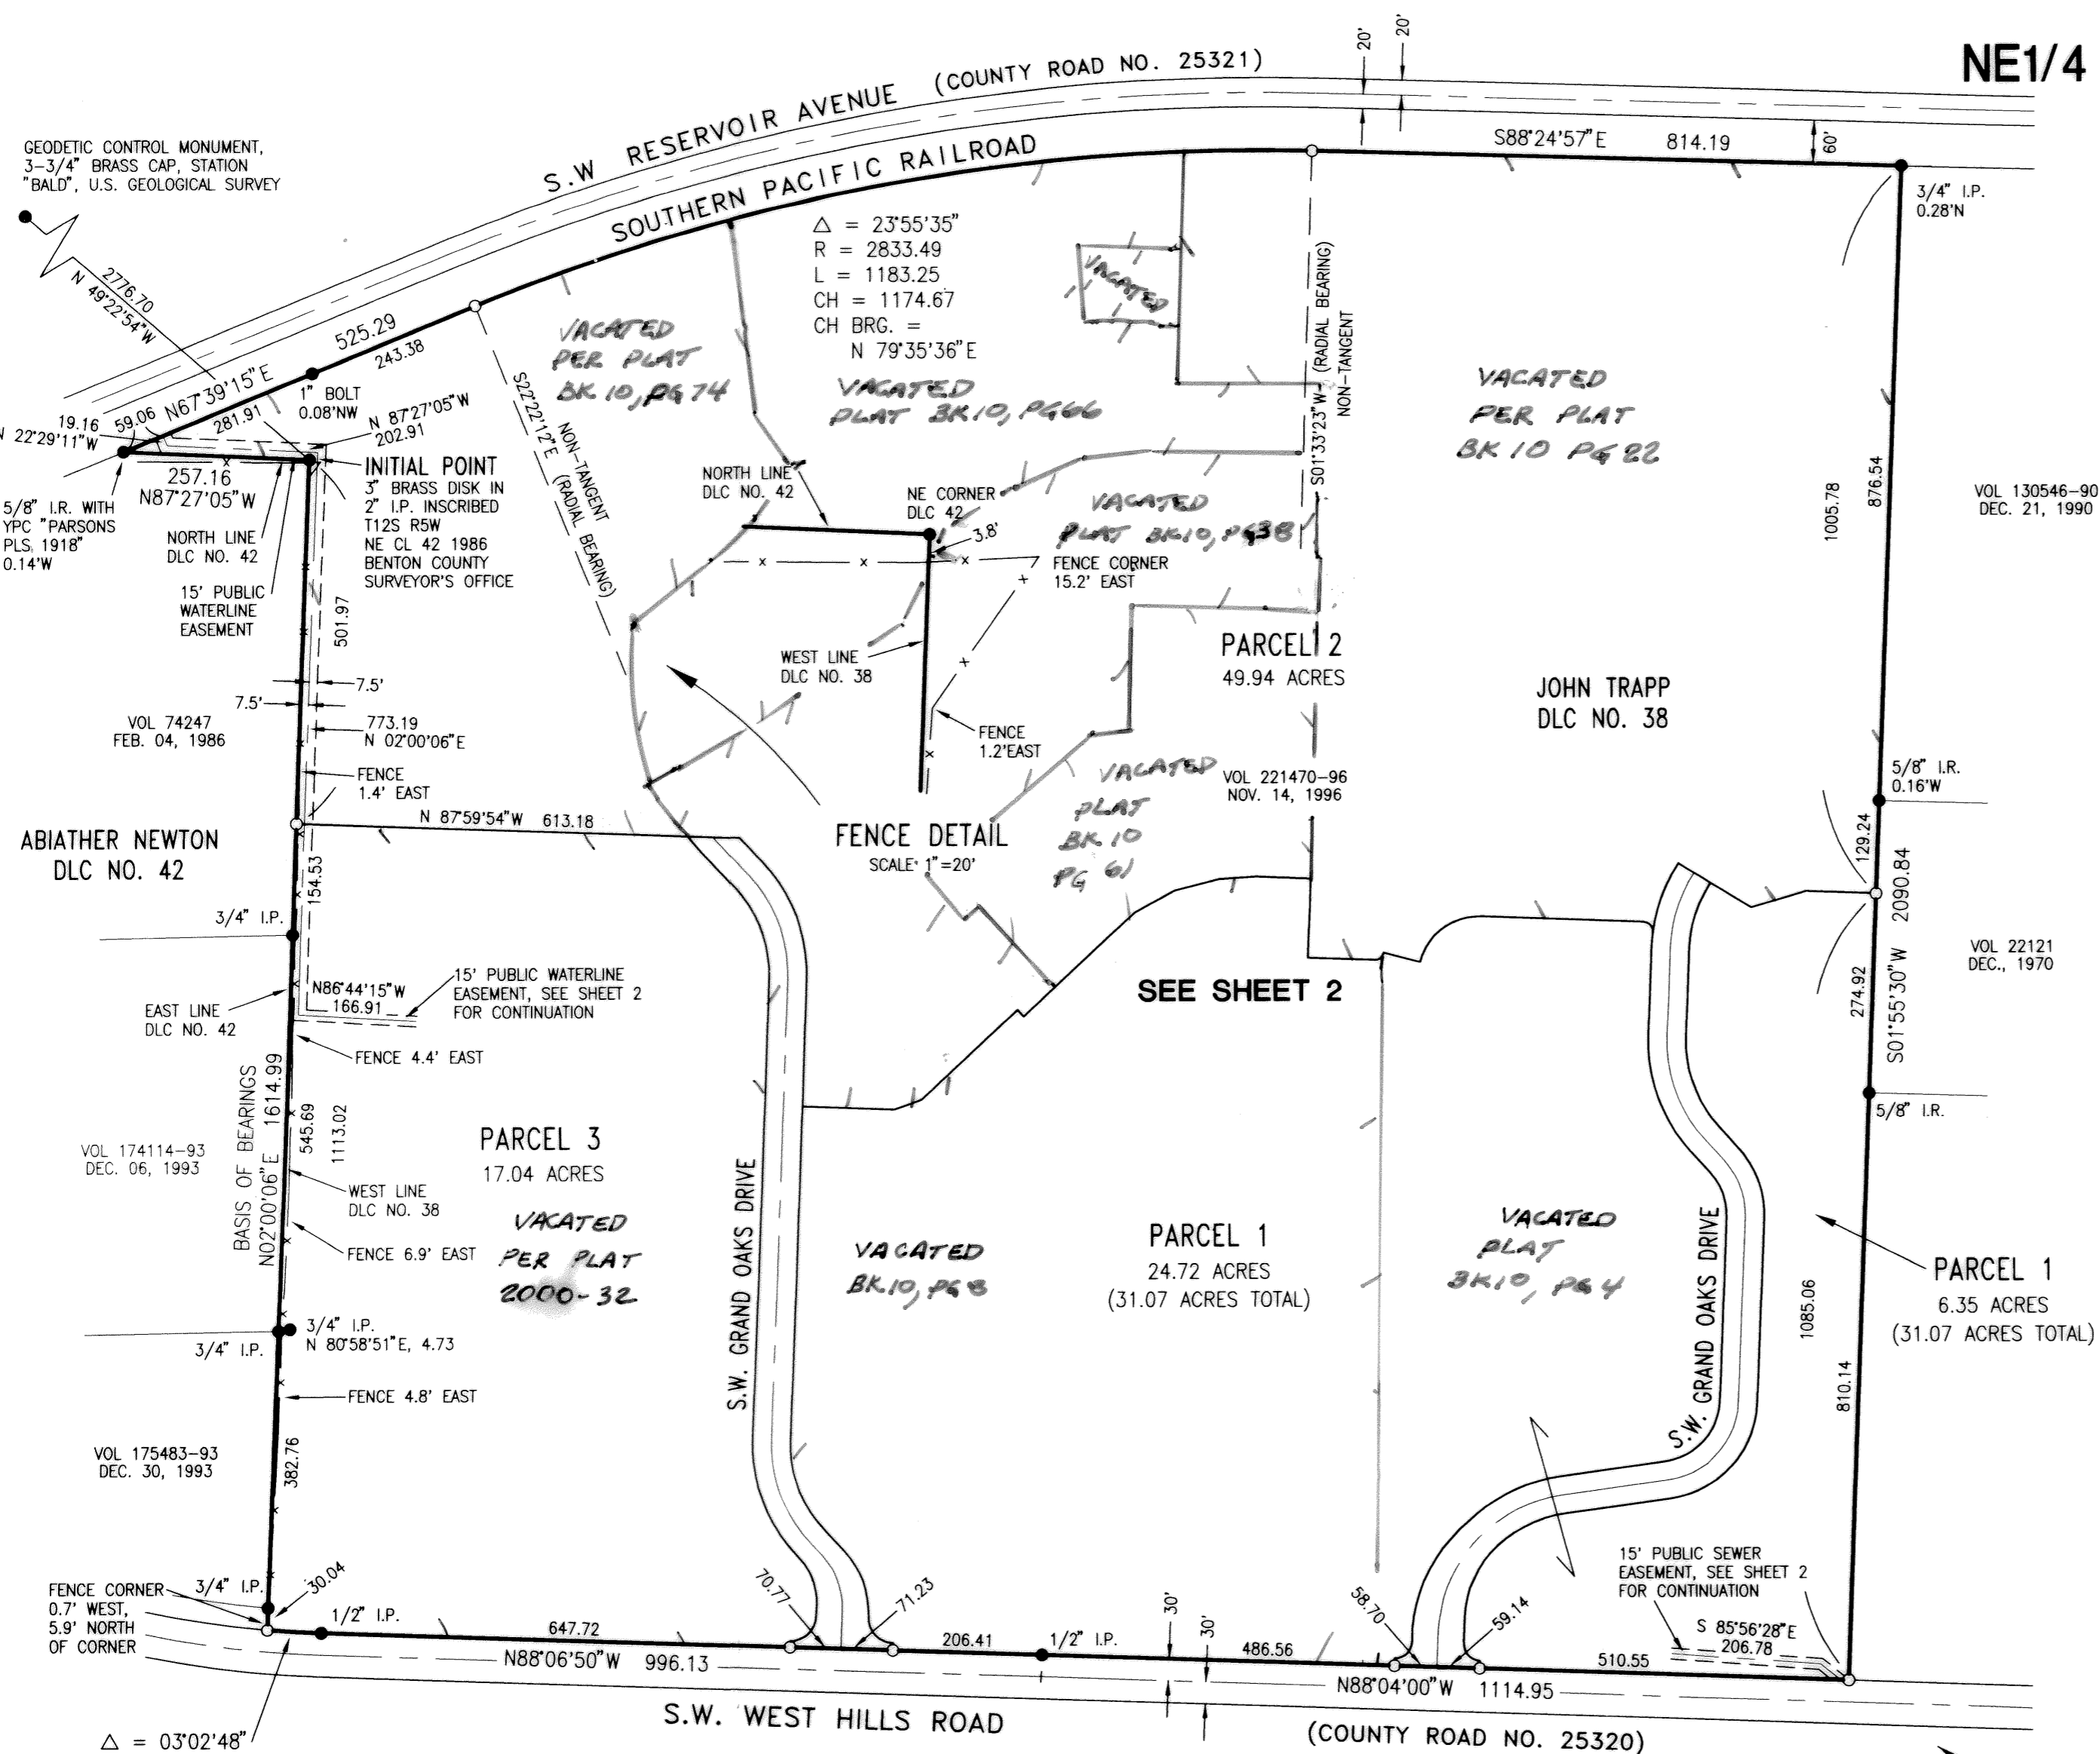 NE1/4
20'
20'
S.W RESERVOIR AVENUE (COUNTY ROAD NO. 25321)
SOUTHERN PACIFIC RAILROAD
S88°24'57"E 814.19
60'
GEODETIC CONTROL MONUMENT,
3-3/4" BRASS CAP, STATION
"BALD", U.S. GEOLOGICAL SURVEY
2776.70
N 49°22'54"W
3/4" I.P.
0.28'N
△ = 23°55'35"
R = 2833.49
L = 1183.25
CH = 1174.67
CH BRG. =
N 79°35'36"E
VACATED
PER PLAT
BK 10, PG 74
VACATED
PLAT BK10, PG66
VACATED
S01°33'23"W (RADIAL BEARING)
NON-TANGENT
VACATED
PER PLAT
BK 10 PG 22
525.29
243.38
N67°39'15"E
281.91
1" BOLT
0.08'NW
19.16
59.06
N 22°29'11"W
N 87°27'05"W
202.91
257.16
N87°27'05"W
INITIAL POINT
3" BRASS DISK IN
2" I.P. INSCRIBED
T12S R5W
NE CL 42 1986
BENTON COUNTY
SURVEYOR'S OFFICE
5/8" I.R. WITH
YPC "PARSONS
PLS, 1918"
0.14'W
NORTH LINE
DLC NO. 42
15' PUBLIC
WATERLINE
EASEMENT
S22°22'12"E (RADIAL BEARING)
NON-TANGENT
NORTH LINE
DLC NO. 42
NE CORNER
DLC 42
3.8'
VACATED
PLAT BK10, PG38
FENCE CORNER
15.2' EAST
WEST LINE
DLC NO. 38
FENCE
1.2'EAST
FENCE DETAIL
SCALE: 1"=20'
PARCEL 2
49.94 ACRES
VOL 221470-96
NOV. 14, 1996
JOHN TRAPP
DLC NO. 38
VACATED
PLAT
BK 10
PG 61
1005.78
876.54
VOL 130546-90
DEC. 21, 1990
501.97
7.5'
7.5'
773.19
N 02°00'06"E
VOL 74247
FEB. 04, 1986
FENCE
1.4' EAST
N 87°59'54"W 613.18
5/8" I.R.
0.16'W
129.24
2090.84
S01°55'30"W
274.92
VOL 22121
DEC., 1970
5/8" I.R.
ABIATHER NEWTON
DLC NO. 42
154.53
3/4" I.P.
EAST LINE
DLC NO. 42
N86°44'15"W
166.91
15' PUBLIC WATERLINE
EASEMENT, SEE SHEET 2
FOR CONTINUATION
SEE SHEET 2
FENCE 4.4' EAST
BASIS OF BEARINGS
N02°00'06"E 1614.99
545.69
1113.02
VOL 174114-93
DEC. 06, 1993
WEST LINE
DLC NO. 38
FENCE 6.9' EAST
PARCEL 3
17.04 ACRES
VACATED
PER PLAT
2000-32
S.W. GRAND OAKS DRIVE
VACATED
BK.10, PG 8
PARCEL 1
24.72 ACRES
(31.07 ACRES TOTAL)
VACATED
PLAT
BK10, PG 4
S.W. GRAND OAKS DRIVE
PARCEL 1
6.35 ACRES
(31.07 ACRES TOTAL)
1085.06
810.14
3/4" I.P.
N 80°58'51"E, 4.73
3/4" I.P.
FENCE 4.8' EAST
VOL 175483-93
DEC. 30, 1993
382.76
FENCE CORNER
0.7' WEST,
5.9' NORTH
OF CORNER
3/4" I.P.
30.04
1/2" I.P.
647.72
70.77
71.23
206.41
1/2" I.P.
30'
30'
486.56
58.70
59.14
510.55
15' PUBLIC SEWER
EASEMENT, SEE SHEET 2
FOR CONTINUATION
S 85°56'28"E
206.78
N88°06'50"W 996.13
N88°04'00"W 1114.95
S.W. WEST HILLS ROAD (COUNTY ROAD NO. 25320)
△ = 03°02'48"